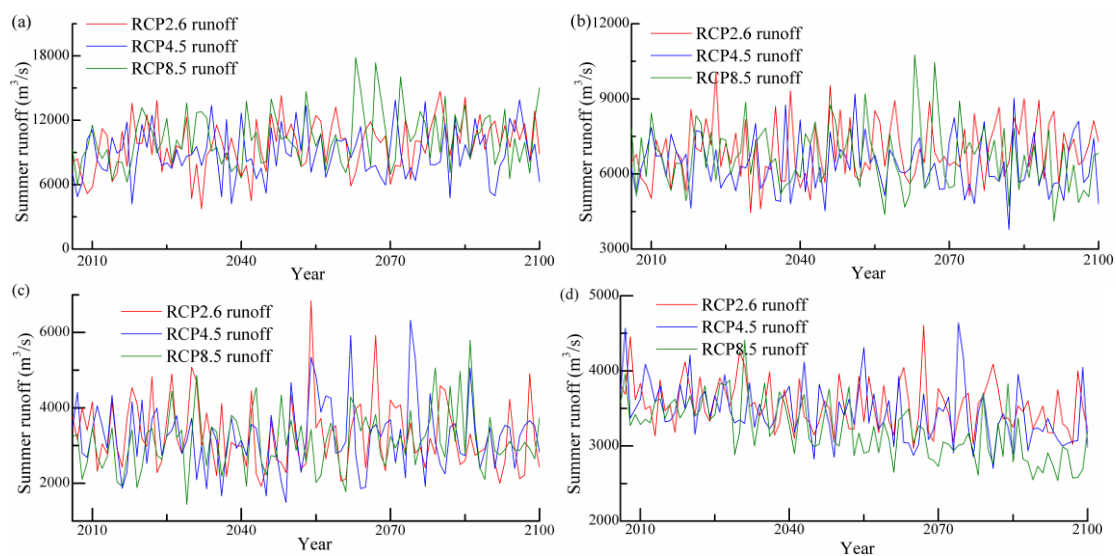 (a)
RCP2.6 runoff
RCP4.5 runoff
RCP8.5 runoff
Summer runoff (m³/s)
18000
12000
6000
0
2010
2040
2070
2100
Year
(b)
RCP2.6 runoff
RCP4.5 runoff
RCP8.5 runoff
Summer runoff (m³/s)
12000
9000
6000
3000
2010
2040
2070
2100
Year
(c)
RCP2.6 runoff
RCP4.5 runoff
RCP8.5 runoff
Summer runoff (m³/s)
6000
4000
2000
2010
2040
2070
2100
Year
(d)
RCP2.6 runoff
RCP4.5 runoff
RCP8.5 runoff
Summer runoff (m³/s)
5000
4000
3000
2000
2010
2040
2070
2100
Year